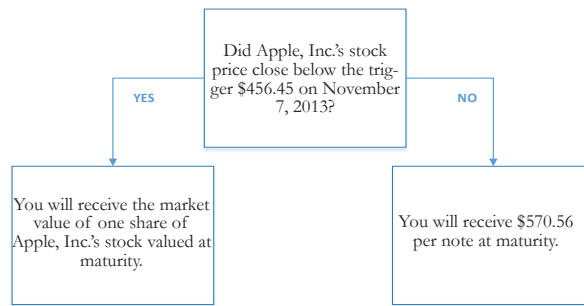 Did Apple, Inc.'s stock
price close below the trig-
ger $456.45 on November
7, 2013?
YES
NO
You will receive the market
value of one share of
Apple, Inc.'s stock valued at
maturity.
You will receive $570.56
per note at maturity.